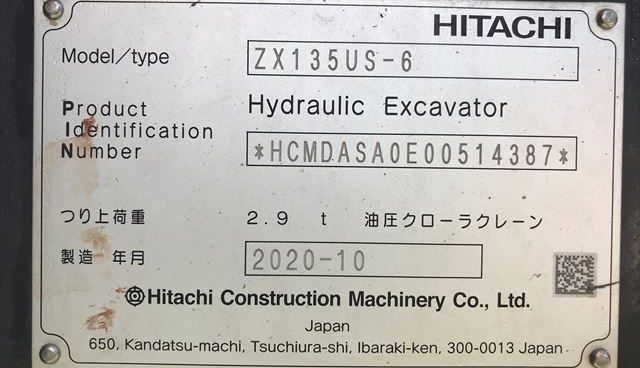 HITACHI
Model/type ZX135US-6
Product Identification Number Hydraulic Excavator
*HCMDASA0E00514387*
つり上荷重 2.9 t 油圧クローラクレーン
製造 年月 2020-10
Hitachi Construction Machinery Co., Ltd.
Japan
650, Kandatsu-machi, Tsuchiura-shi, Ibaraki-ken, 300-0013 Japan